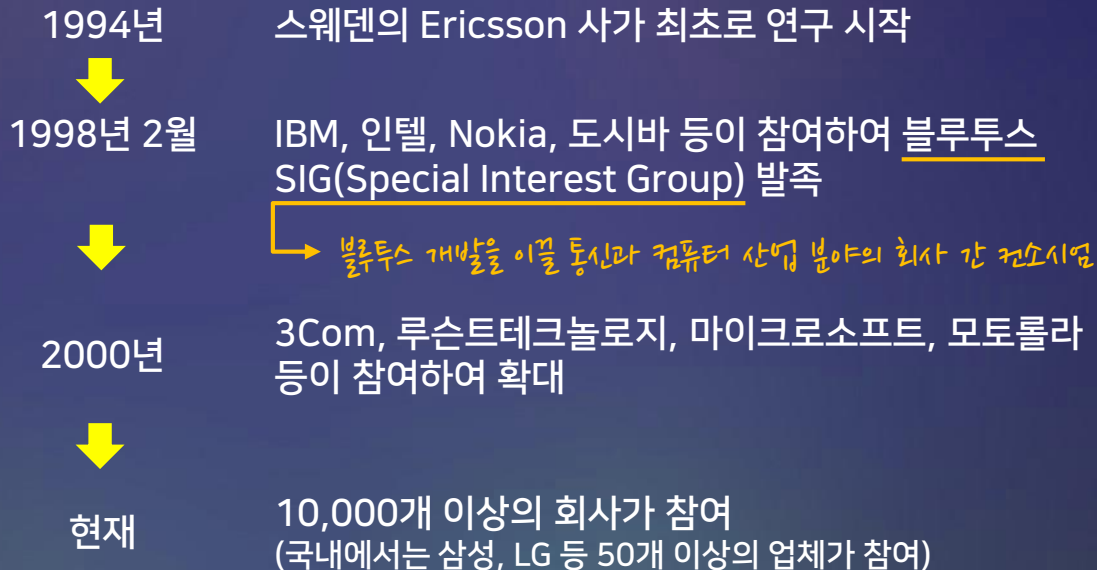 1994년 스웨덴의 Ericsson 사가 최초로 연구 시작
1998년 2월 IBM, 인텔, Nokia, 도시바 등이 참여하여 블루투스
SIG(Special Interest Group) 발족
블루투스 개발을 이끌 통신과 컴퓨터 산업 분야의 회사 간 컨소시엄
2000년 3Com, 루슨트테크놀로지, 마이크로소프트, 모토롤라
등이 참여하여 확대
현재 10,000개 이상의 회사가 참여
(국내에서는 삼성, LG 등 50개 이상의 업체가 참여)